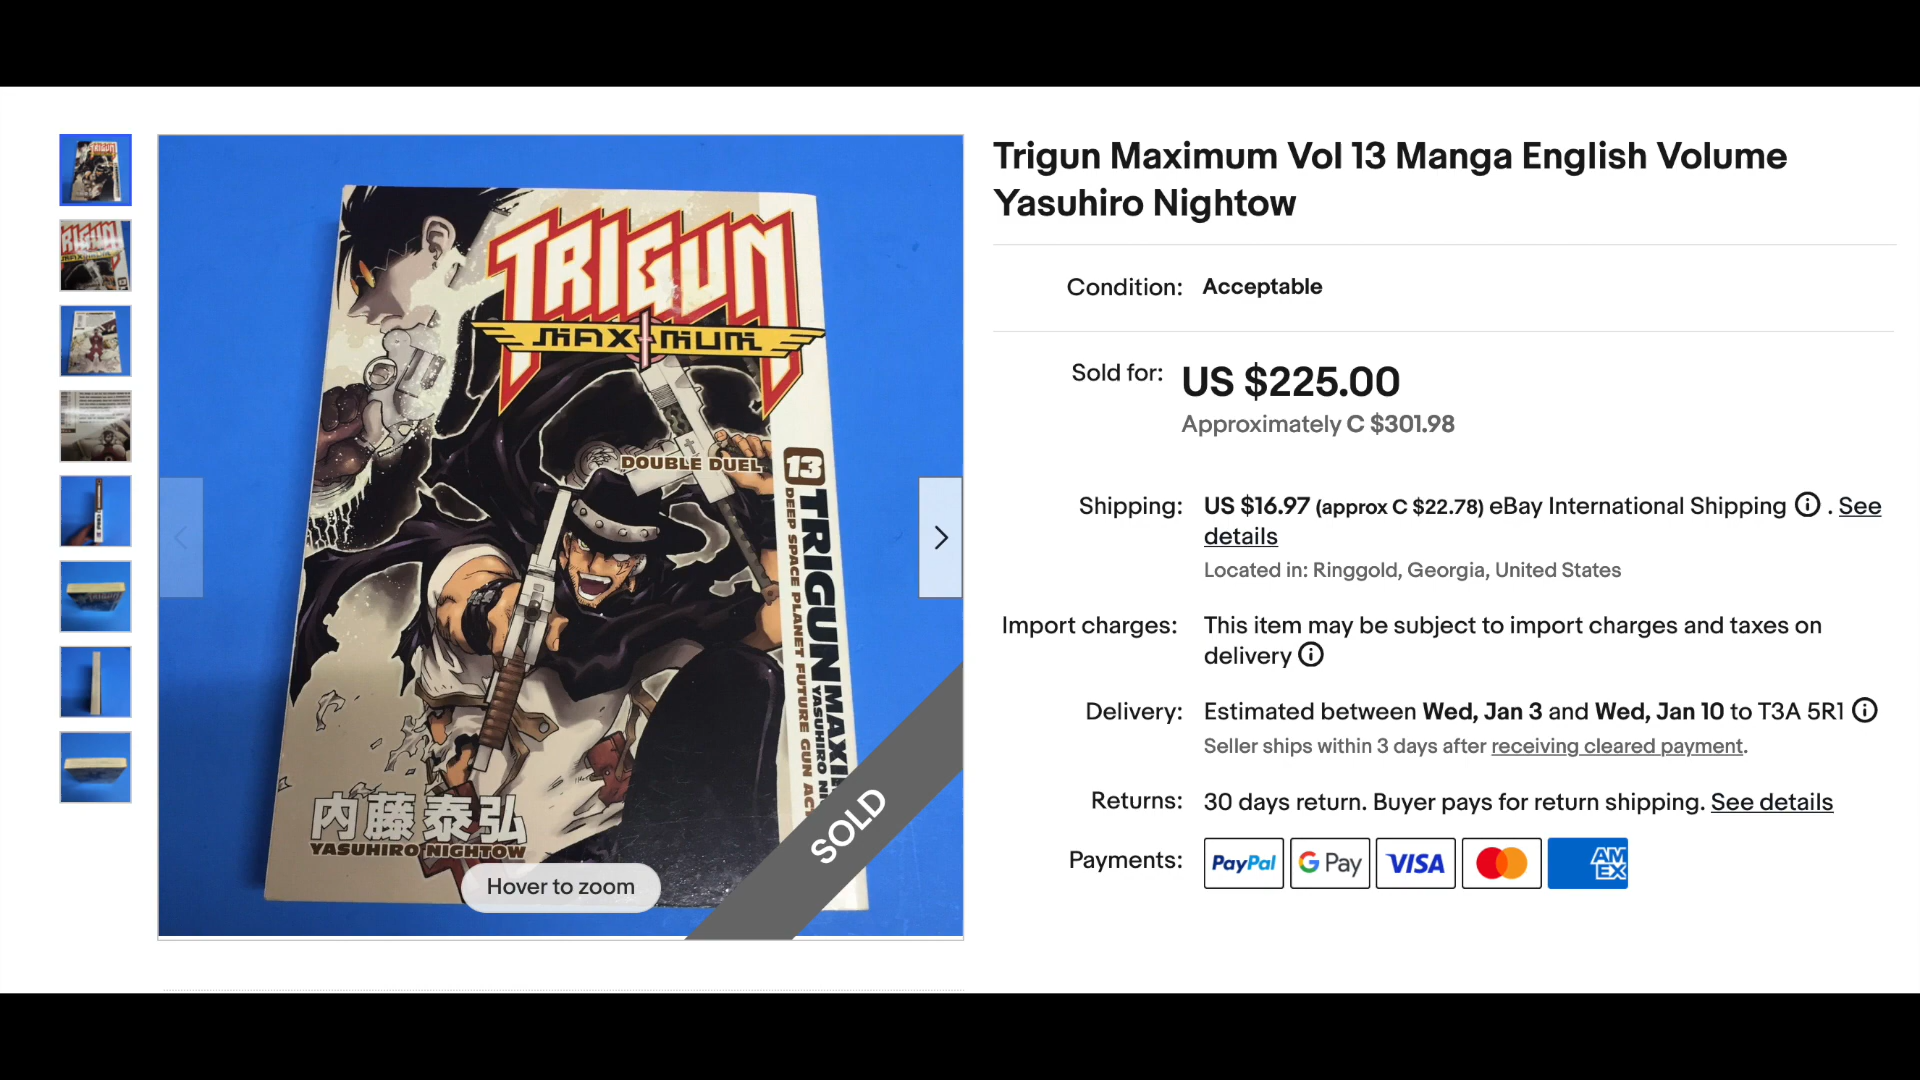 Trigun Maximum Vol 13 Manga English Volume
Yasuhiro Nightow
Condition: Acceptable
Sold for: US $225.00
Approximately C $301.98
Shipping: US $16.97 (approx C $22.78) eBay International Shipping . See
details
Located in: Ringgold, Georgia, United States
Import charges: This item may be subject to import charges and taxes on
delivery
Delivery: Estimated between Wed, Jan 3 and Wed, Jan 10 to T3A 5R1
Seller ships within 3 days after receiving cleared payment.
Returns: 30 days return. Buyer pays for return shipping. See details
Payments: PayPal G Pay VISA AM
EX
TRIGUN
MAXIMUM
DOUBLE DUEL
13
TRIGUN MAXI
YASUHIRO NI
DEEP SPACE PLANET FUTURE GUN AC
内藤泰弘
YASUHIRO NIGHTOW
Hover to zoom
SOLD